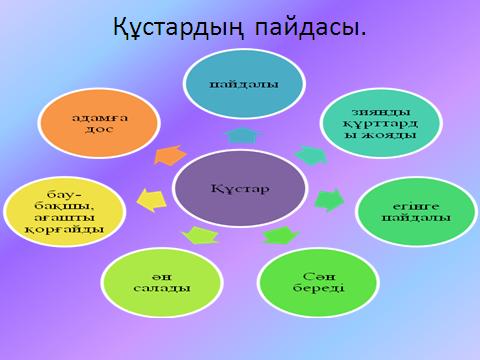 Құстардың пайдасы.
пайдалы
зиянды
құрттард
ы жояды
егінге
пайдалы
Сән
береді
ән
салады
бау-
бақшы,
ағашты
қорғайды
адамға
дос
Құстар